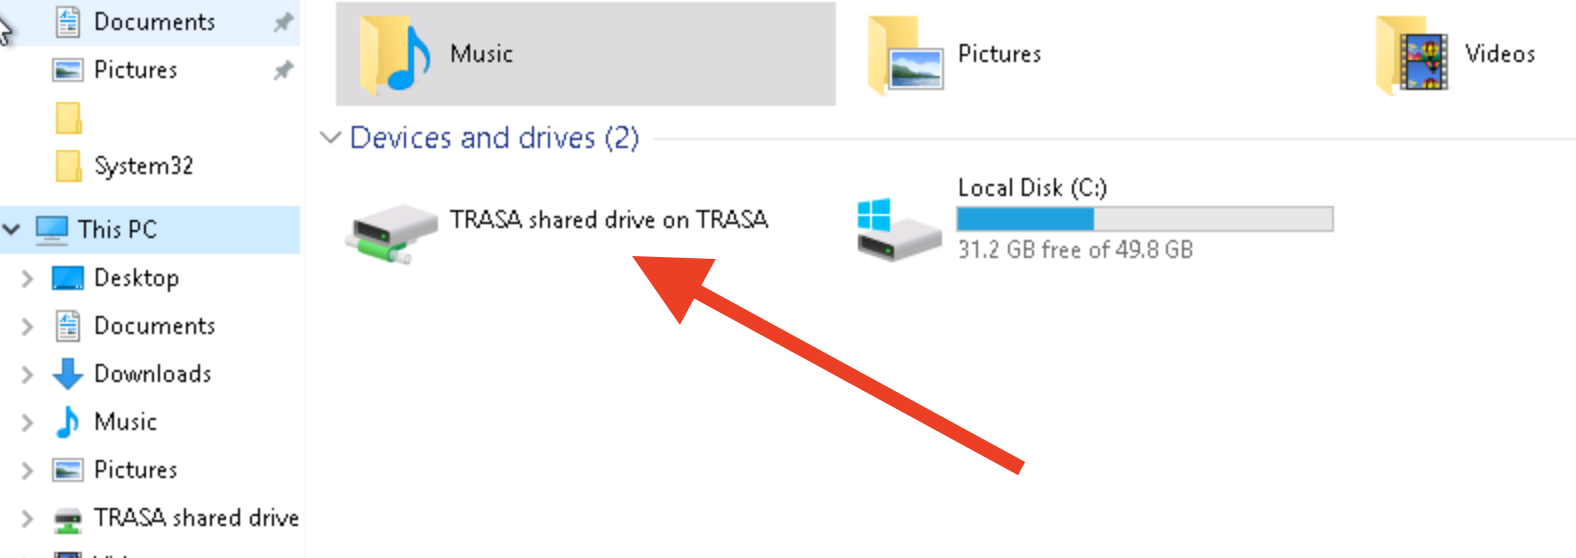 Documents
Pictures
System32
This PC
Desktop
Documents
Downloads
Music
Pictures
TRASA shared drive
Music
Pictures
Videos
Devices and drives (2)
TRASA shared drive on TRASA
Local Disk (C:)
31.2 GB free of 49.8 GB